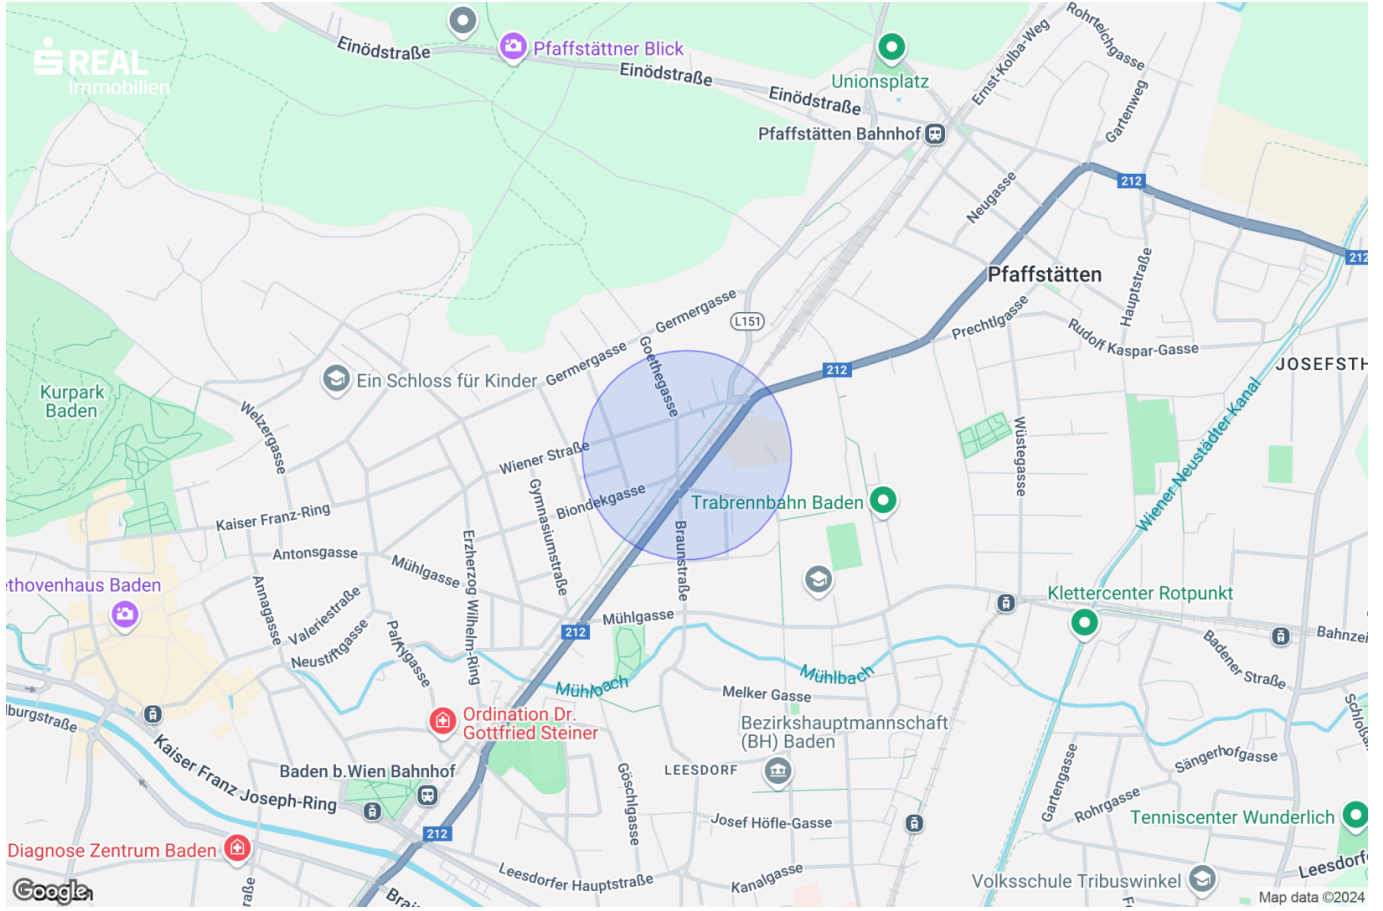 S REAL
Immobilien
Einödstraße
Pfaffstättner Blick
Einödstraße
Einödstraße
Unionsplatz
Rohrteichgasse
Ernst-Kolba-Weg
Gartenweg
Pfaffstätten Bahnhof
212
Neugasse
212
Pfaffstätten
Hauptstraße
Germergasse
L151
Prechtlgasse
Rudolf Kaspar-Gasse
JOSEFSTH
Goethegasse
Germergasse
212
Ein Schloss für Kinder
Kurpark
Baden
Welzergasse
Wiener Straße
Wüstegasse
Wiener Neustädter Kanal
Gymnasiumstraße
Biondekgasse
Trabrennbahn Baden
Kaiser Franz-Ring
Braunstraße
Antonsgasse
Mühlgasse
Erzherzog Wilhelm-Ring
ethovenhaus Baden
Annagasse
Valeriestraße
Neustiftgasse
Palffygasse
Mühlgasse
212
Klettercenter Rotpunkt
Bahnzei
Badener Straße
Mühlbach
Mühlbach
Melker Gasse
Schloßa
lburgstraße
Ordination Dr.
Gottfried Steiner
Bezirkshauptmannschaft
(BH) Baden
Kaiser Franz Joseph-Ring
Baden b.Wien Bahnhof
LEESDORF
Göschlgasse
Gartengasse
Sängerhofgasse
Rohrgasse
Tenniscenter Wunderlich
212
Josef Höfle-Gasse
Diagnose Zentrum Baden
Leesdorfer Hauptstraße
Kanalgasse
Volksschule Tribuswinkel
Leesdorfe
raße
Brai
Google
Map data ©2024